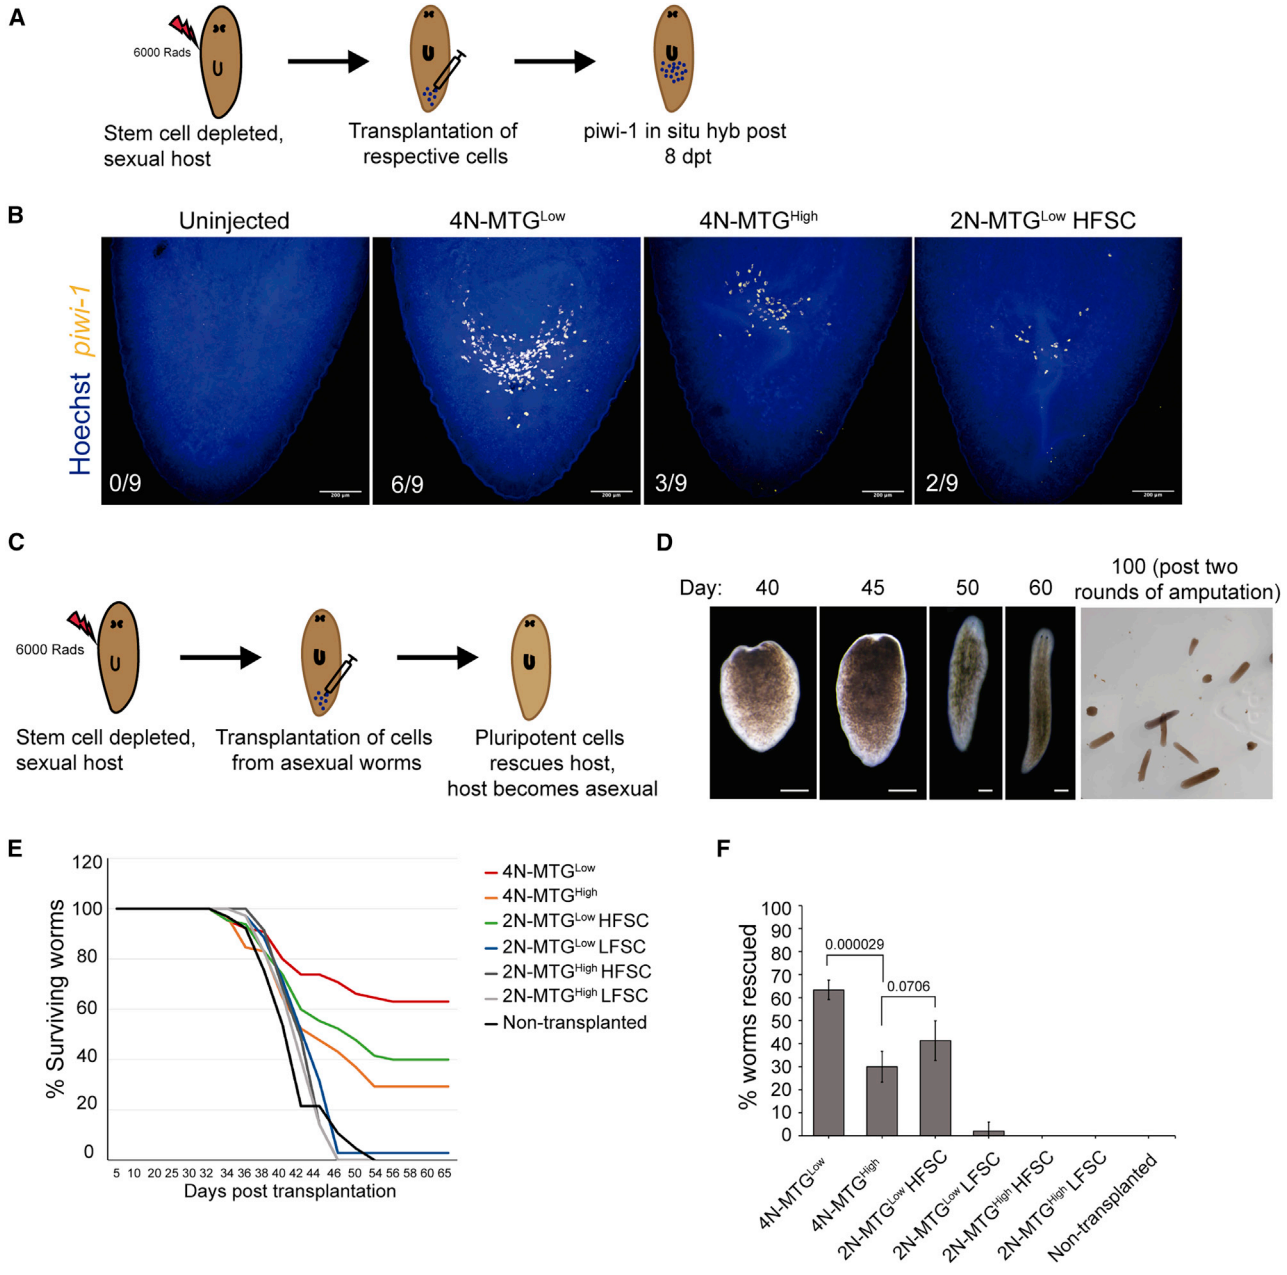 A
6000 Rads
Stem cell depleted,
sexual host
Transplantation of
respective cells
piwi-1 in situ hyb post
8 dpt
B
Hoechst piwi-1
Uninjected
4N-MTGLow
4N-MTGHigh
2N-MTGLow HFSC
0/9
200 µm
6/9
200 µm
3/9
200 µm
2/9
200 µm
C
6000 Rads
Stem cell depleted,
sexual host
Transplantation of cells
from asexual worms
Pluripotent cells
rescues host,
host becomes asexual
D
Day:
40
45
50
60
100 (post two
rounds of amputation)
E
% Surviving worms
120
100
80
60
40
20
0
5 10 20 25 30 32 34 36 38 40 42 44 46 48 50 54 56 58 60 65
Days post transplantation
4N-MTGLow
4N-MTGHigh
2N-MTGLow HFSC
2N-MTGLow LFSC
2N-MTGHigh HFSC
2N-MTGHigh LFSC
Non-transplanted
F
% worms rescued
100
90
80
70
60
50
40
30
20
10
0
0.000029
0.0706
4N-MTGLow
4N-MTGHigh
2N-MTGLow HFSC
2N-MTGLow LFSC
2N-MTGHigh HFSC
2N-MTGHigh LFSC
Non-transplanted